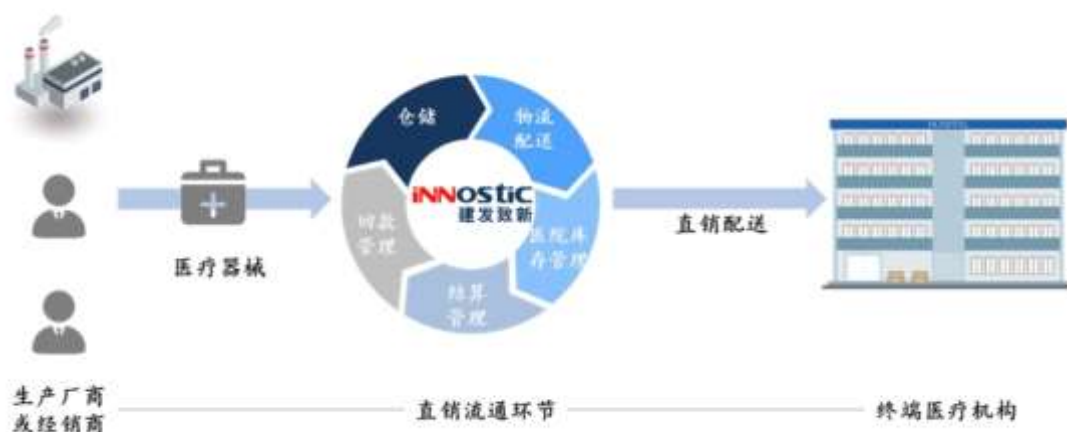 仓储
物流
配送
iNNOSTIC
建发致新
回款
管理
医院库
存管理
结算
管理
医疗器械
直销配送
HOSPITAL
生产厂商
或经销商
直销流通环节
终端医疗机构